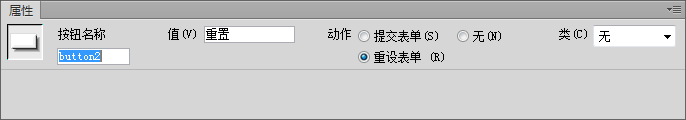 属性
按钮名称 值(V) 重置 动作 提交表单(S) 无(N) 类(C) 无
button2 重设表单 (R)